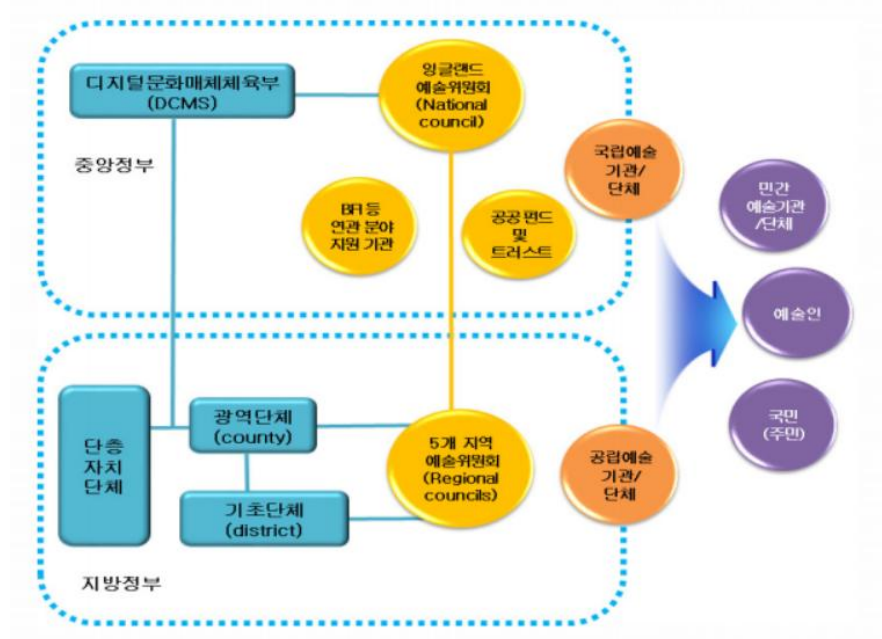 디지털문화매체체육부
(DCMS)
잉글랜드
예술위원회
(National
council)
중앙정부
BFI 등
연관 분야
지원 기관
공공 펀드
및
트러스트
국립예술
기관/
단체
민간
예술기관
/단체
예술인
국민
(주민)
단층
자치
단체
광역단체
(county)
기초단체
(district)
5개 지역
예술위원회
(Regional
councils)
공립예술
기관/
단체
지방정부